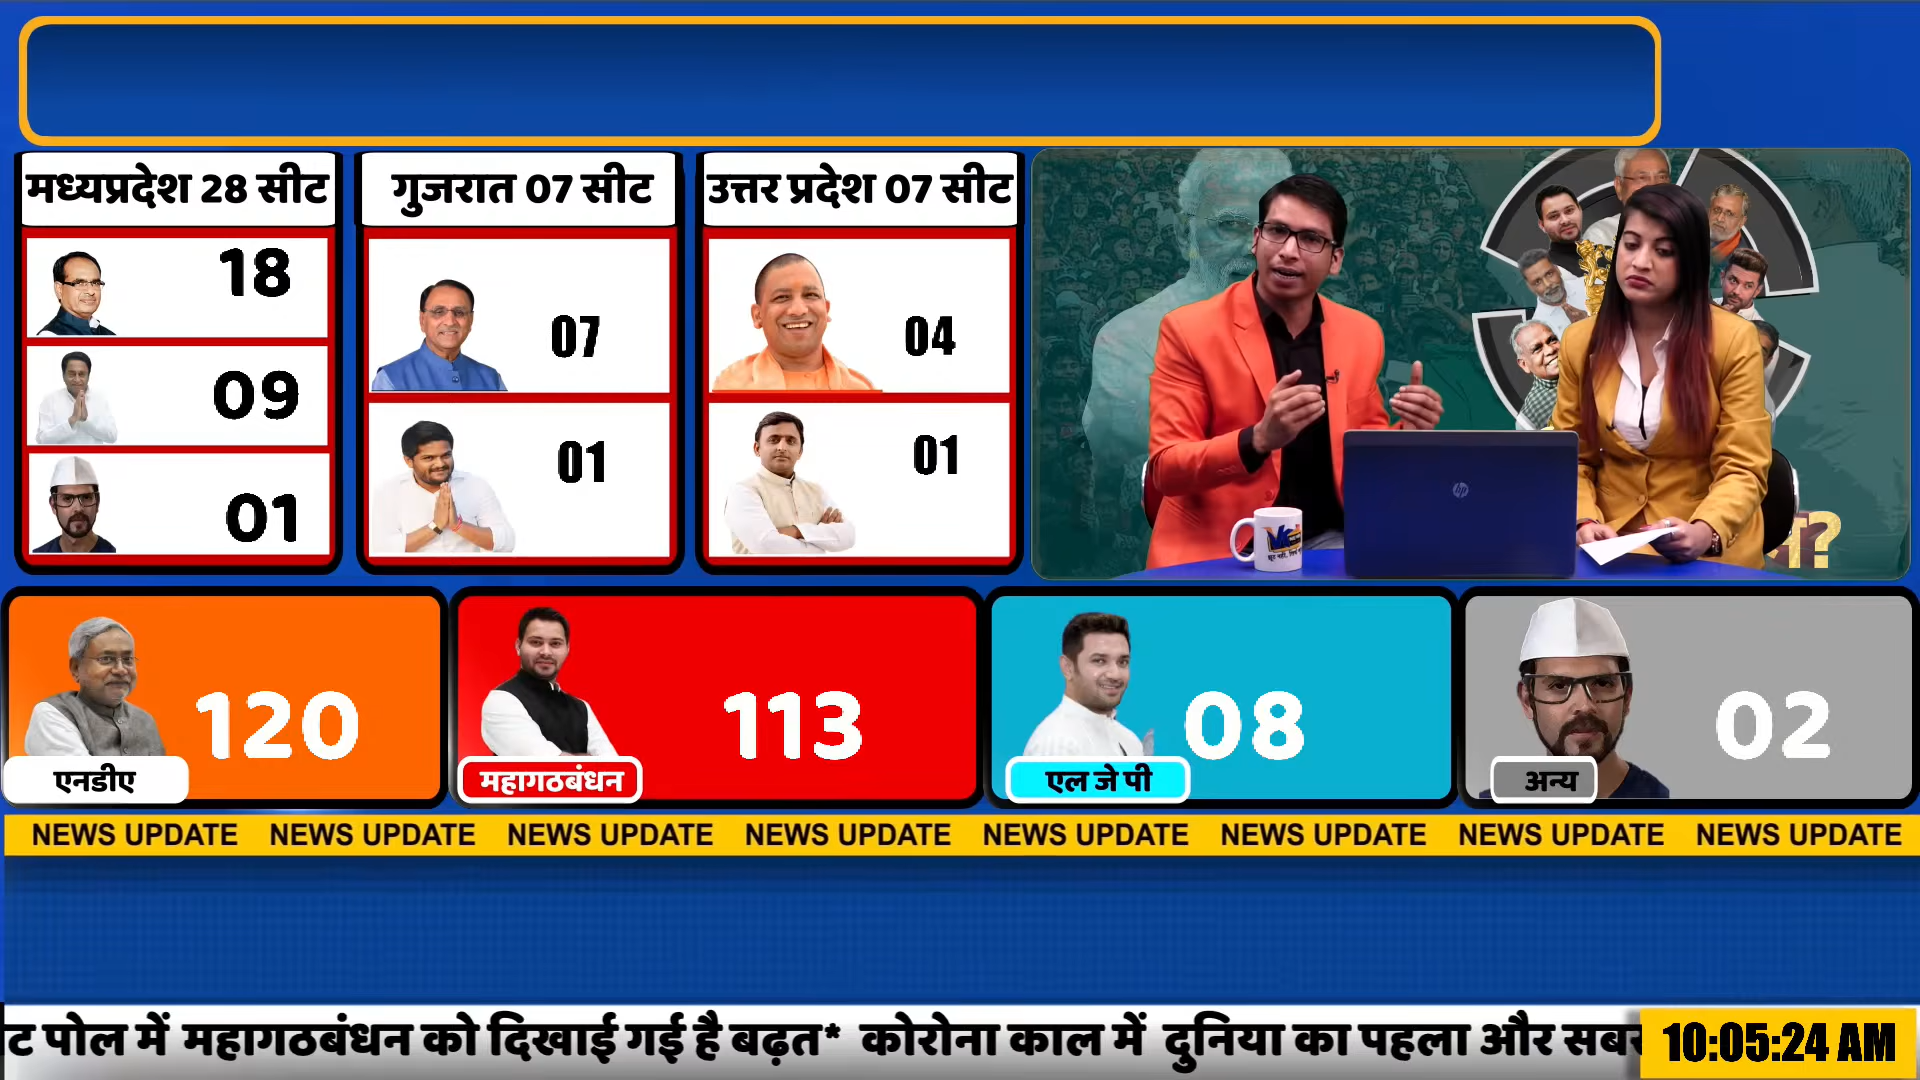 मध्यप्रदेश 28 सीट
18
09
01
गुजरात 07 सीट
07
01
उत्तर प्रदेश 07 सीट
04
01
hp
?
120
एनडीए
113
महागठबंधन
08
एल जे पी
02
अन्य
NEWS UPDATE NEWS UPDATE NEWS UPDATE NEWS UPDATE NEWS UPDATE NEWS UPDATE NEWS UPDATE NEWS UPDATE
ट पोल में महागठबंधन को दिखाई गई है बढ़त* कोरोना काल में दुनिया का पहला और सबसे
10:05:24 AM